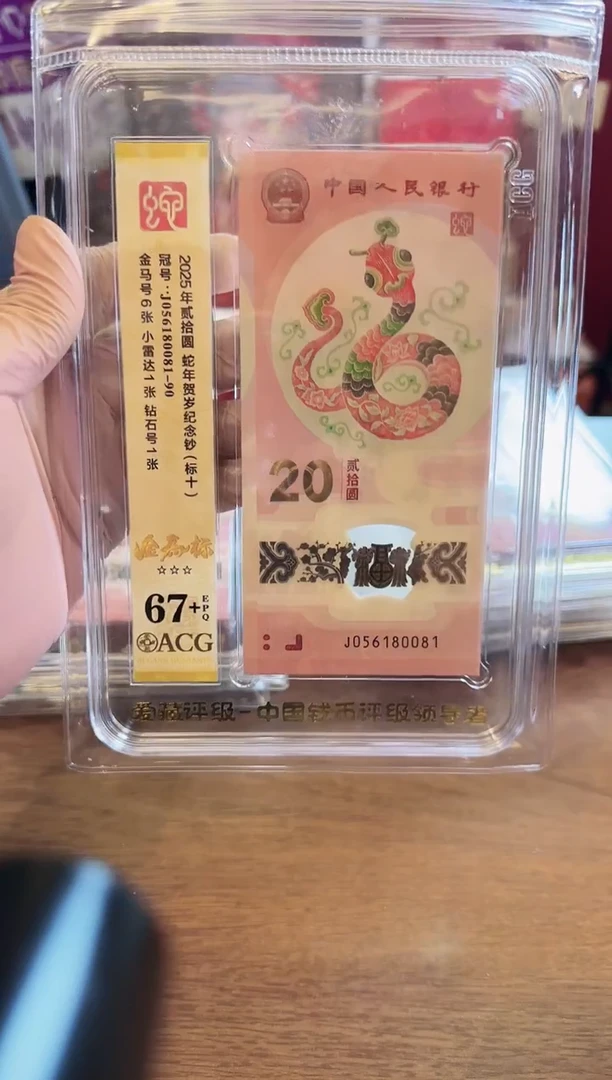 2025年贰拾圆 蛇年贺岁纪念钞(标十)
冠号:J056180081-90
金马号6张 小雷达1张 钻石号1张
☆☆☆
67+ EPQ
ACG
中国人民银行
20 贰拾圆
福
J056180081
爱藏评级-中国钱币评级领导者